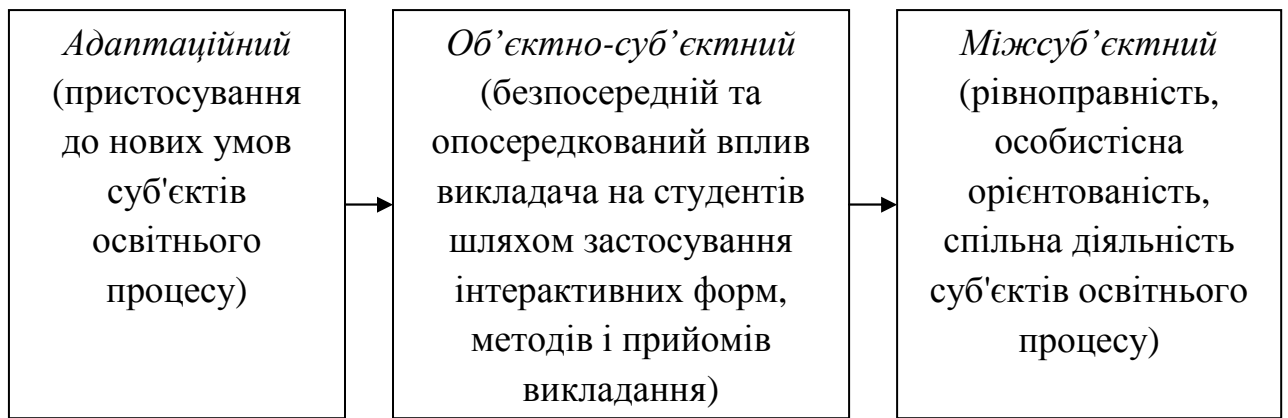 Адаптаційний
(пристосування
до нових умов
суб'єктів
освітнього
процесу)
Об’єктно-суб’єктний
(безпосередній та
опосередкований вплив
викладача на студентів
шляхом застосування
інтерактивних форм,
методів і прийомів
викладання)
Міжсуб’єктний
(рівноправність,
особистісна
орієнтованість,
спільна діяльність
суб'єктів освітнього
процесу)